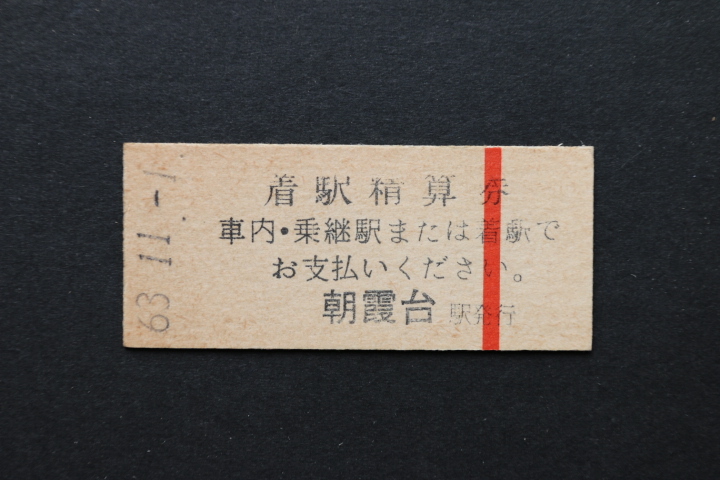 着駅精算券
車内・乗継駅または着駅で
お支払いください。
朝霞台 駅発行
63.11.-1